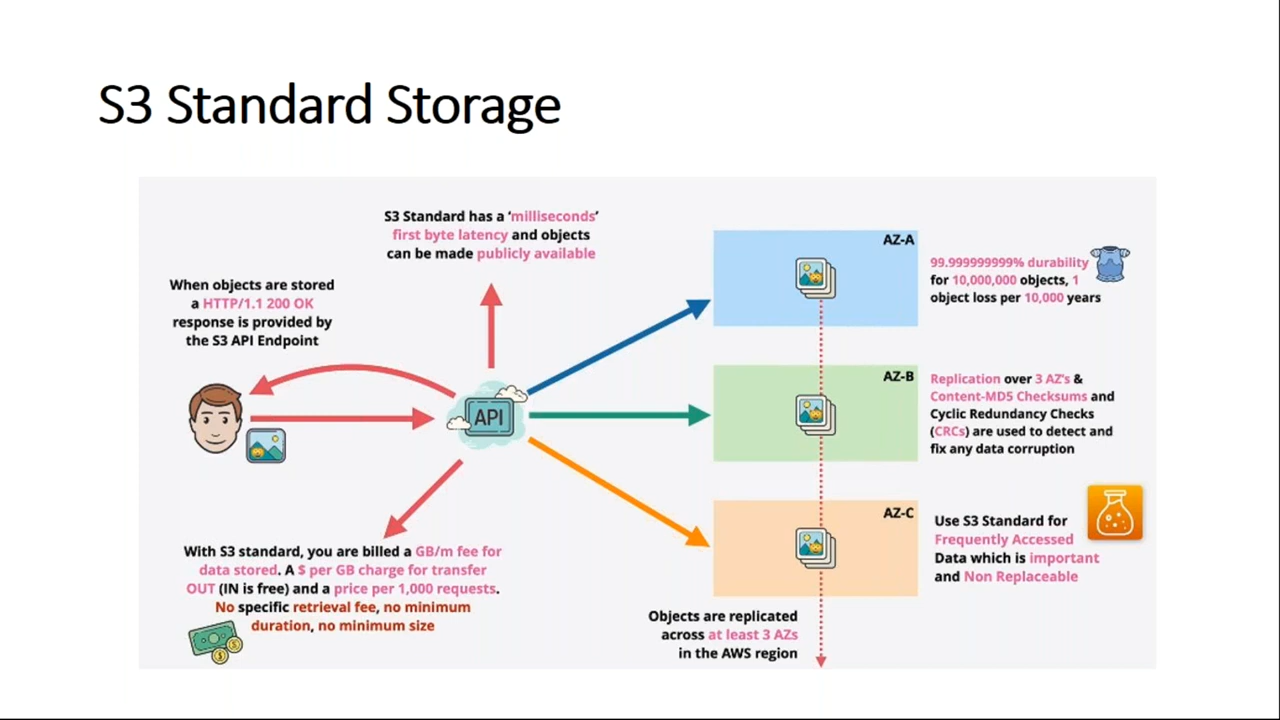 S3 Standard Storage
S3 Standard has a ‘milliseconds’
first byte latency and objects
can be made publicly available
When objects are stored
a HTTP/1.1 200 OK
response is provided by
the S3 API Endpoint
API
With S3 standard, you are billed a GB/m fee for
data stored. A $ per GB charge for transfer
OUT (IN is free) and a price per 1,000 requests.
No specific retrieval fee, no minimum
duration, no minimum size
AZ-A
99.999999999% durability
for 10,000,000 objects, 1
object loss per 10,000 years
AZ-B
Replication over 3 AZ's &
Content-MD5 Checksums and
Cyclic Redundancy Checks
(CRCs) are used to detect and
fix any data corruption
AZ-C
Use S3 Standard for
Frequently Accessed
Data which is important
and Non Replaceable
Objects are replicated
across at least 3 AZs
in the AWS region